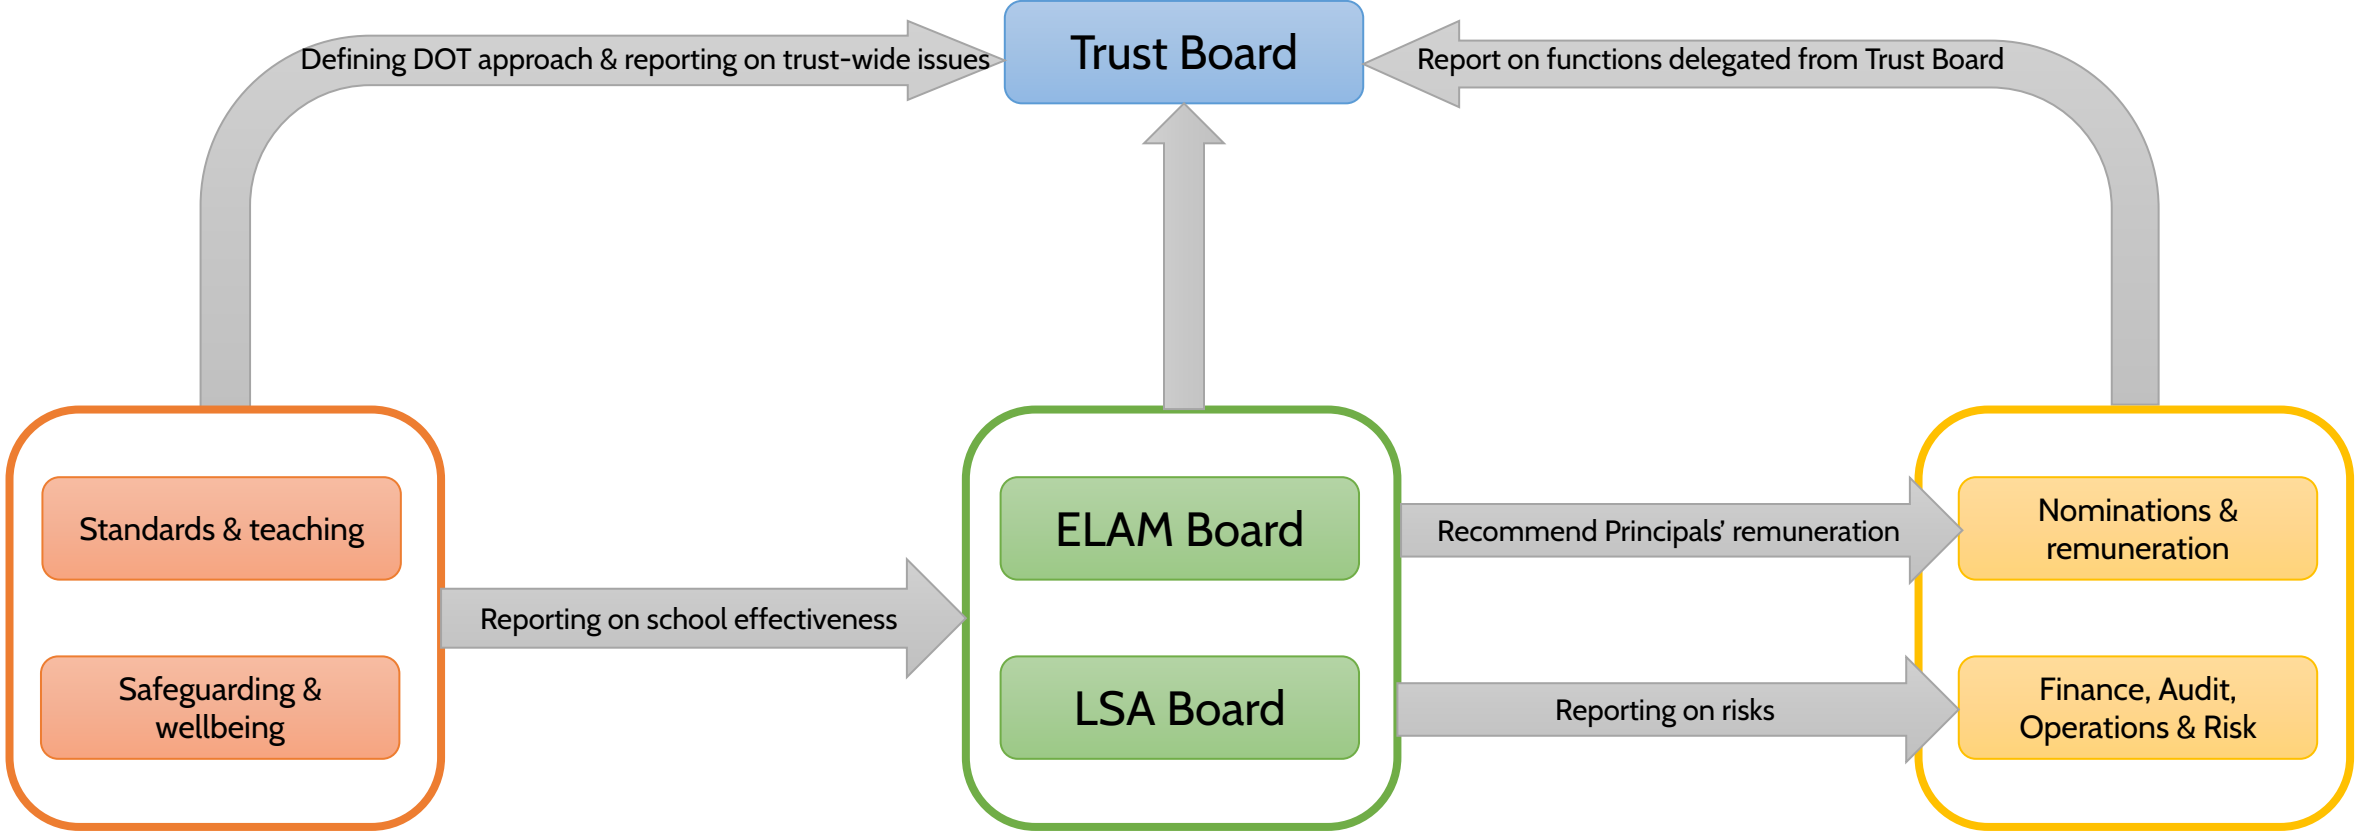 Defining DOT approach & reporting on trust-wide issues
Trust Board
Report on functions delegated from Trust Board
Standards & teaching
Safeguarding &
wellbeing
Reporting on school effectiveness
ELAM Board
LSA Board
Recommend Principals’ remuneration
Reporting on risks
Nominations &
remuneration
Finance, Audit,
Operations & Risk